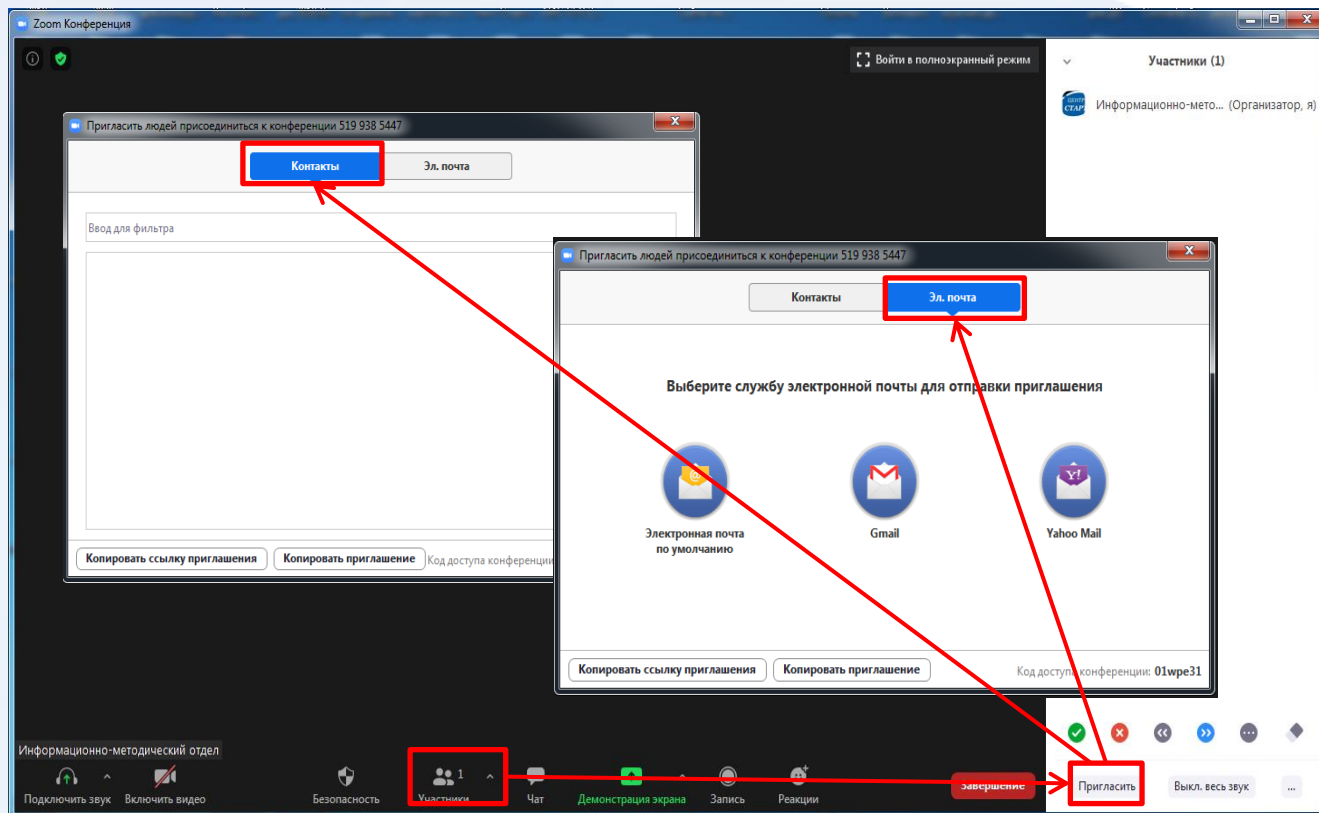 Zoom Конференция
Войти в полноэкранный режим
Участники (1)
ЦЕНТР
СТАРТ
Информационно-мето... (Организатор, я)
Пригласить людей присоединиться к конференции 519 938 5447
Контакты
Эл. почта
Ввод для фильтра
Копировать ссылку приглашения
Копировать приглашение
Код доступа конференции
Пригласить людей присоединиться к конференции 519 938 5447
Контакты
Эл. почта
Выберите службу электронной почты для отправки приглашения
Электронная почта
по умолчанию
Gmail
Yahoo Mail
Копировать ссылку приглашения
Копировать приглашение
Код доступа конференции: 01wpe31
Информационно-методический отдел
Подключить звук
Включить видео
Безопасность
1
Участники
Чат
Демонстрация экрана
Запись
Реакции
Завершение
Пригласить
Выкл. весь звук
...